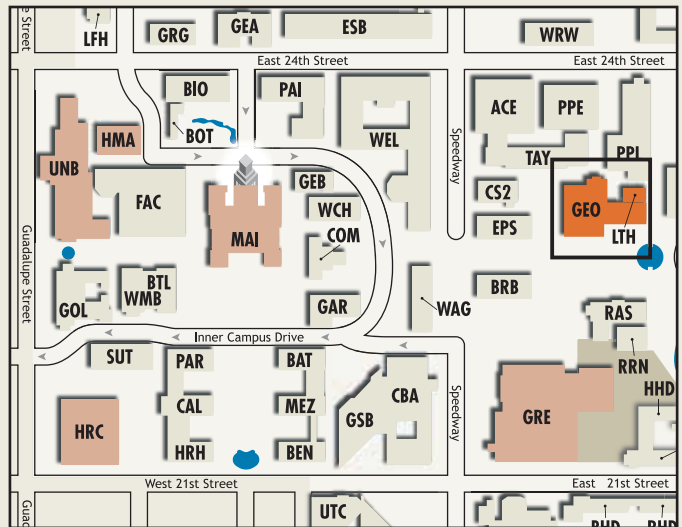 e Street
LFH
GRG
GEA
ESB
WRW
East 24th Street
East 24th Street
BIO
PAI
ACE
PPE
BOT
HMA
WEL
Speedway
UNB
TAY
PPL
GEB
FAC
CS2
GEO
WCH
EPS
LTH
MAI
COM
Guadalupe Street
BTL
GOL
WMB
BRB
GAR
WAG
RAS
Inner Campus Drive
SUT
PAR
BAT
RRN
HHD
CBA
CAL
MEZ
GSB
Speedway
GRE
HRC
HRH
BEN
West 21st Street
East 21st Street
Guad
UTC